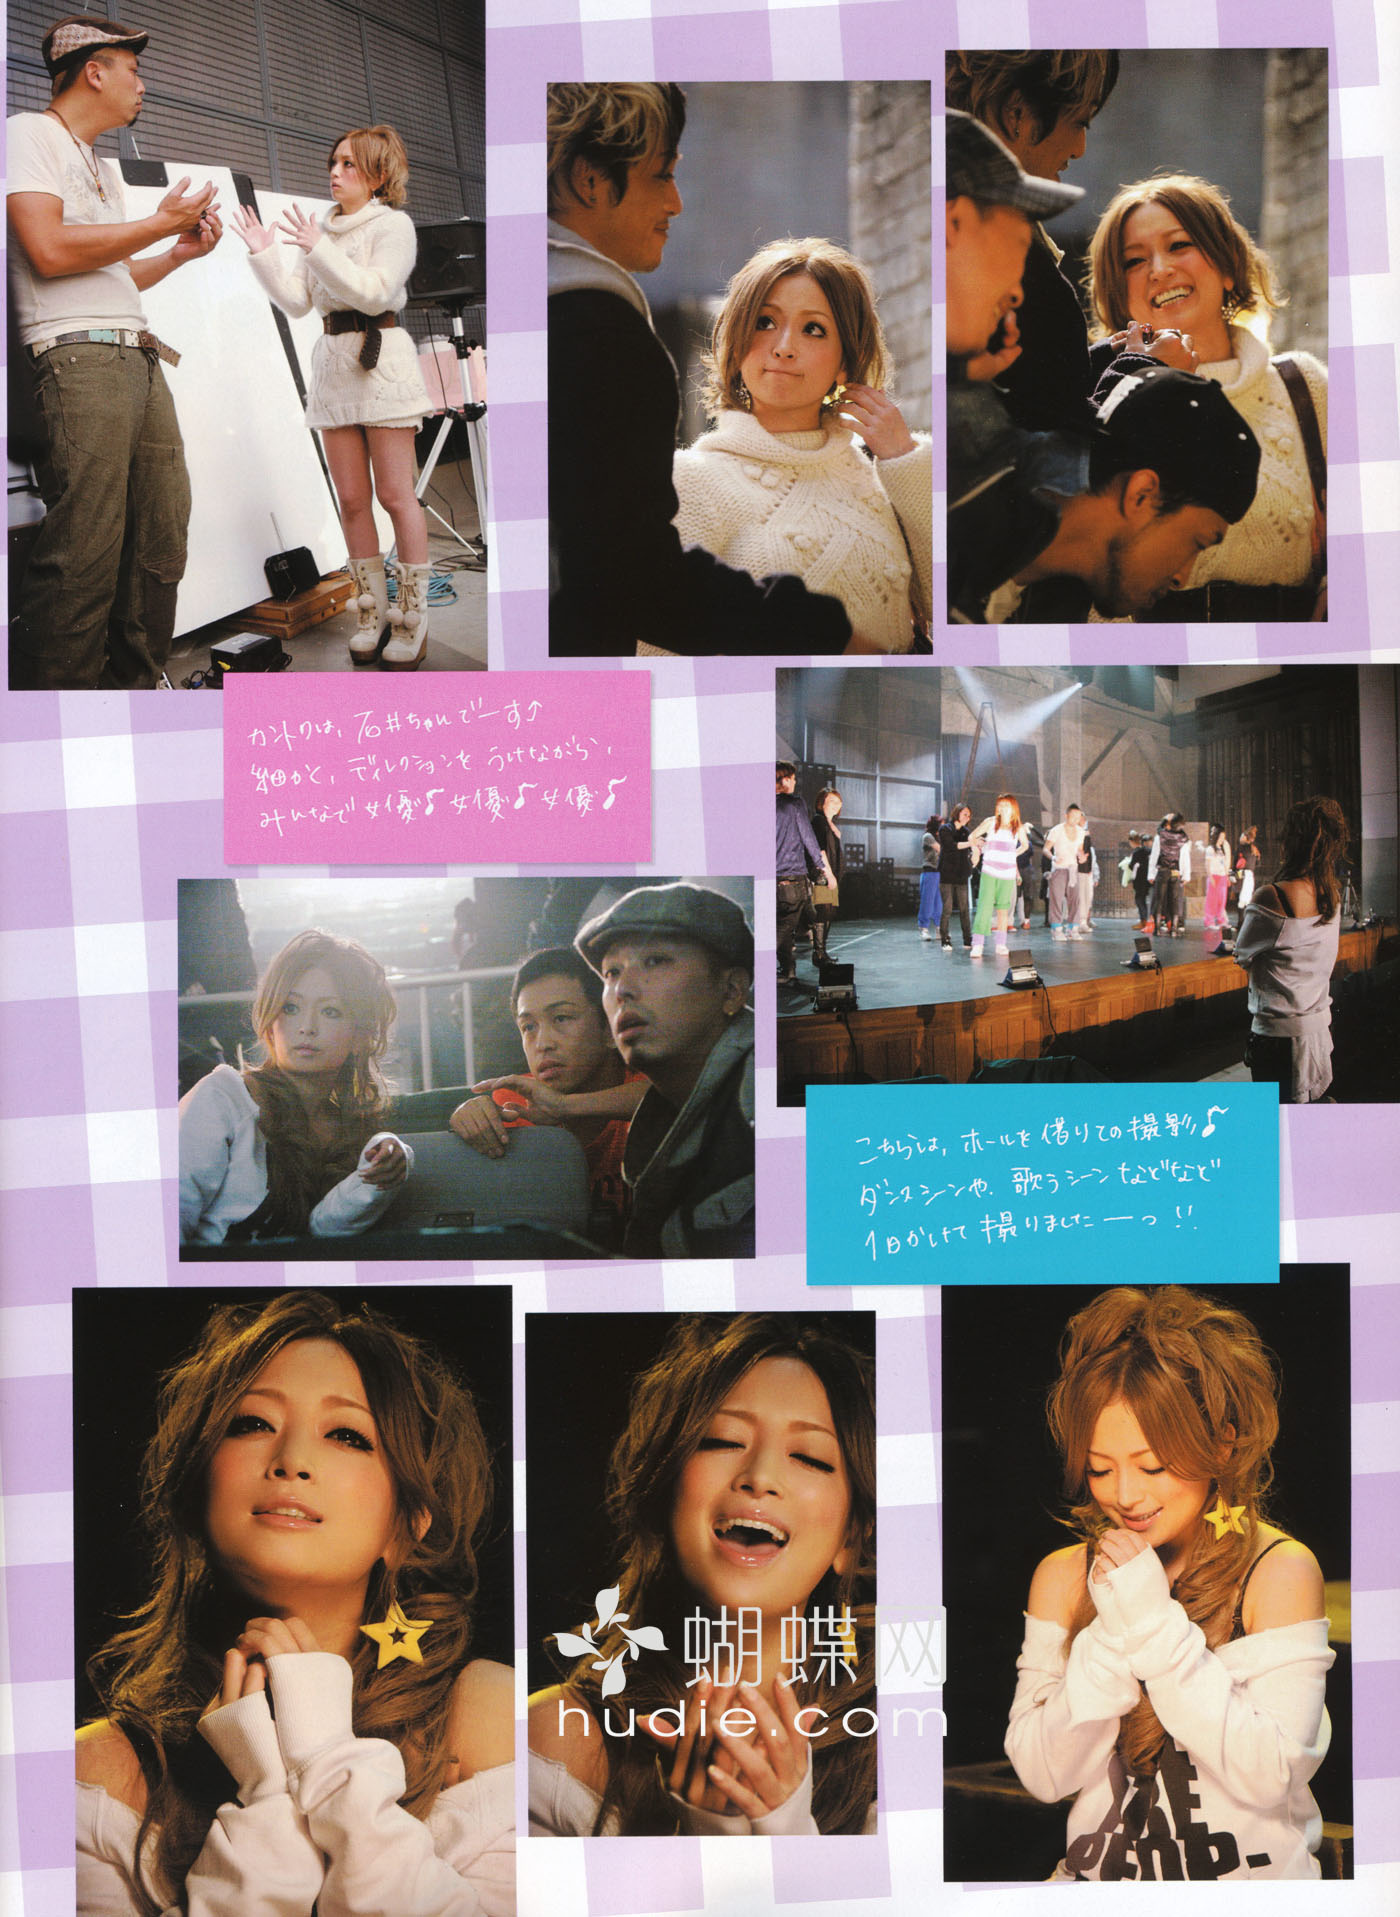 カントクは、石井ちゃんでーす↑
細かく、ディレクションを うけながら、
みんなで女優♪女優♪女優♪
こちらは、ホールを借りての撮影♪
ダンスシーンや、歌うシーンなどなど
1日かけて撮りましたーっ!!
蝴蝶网
hudie.com